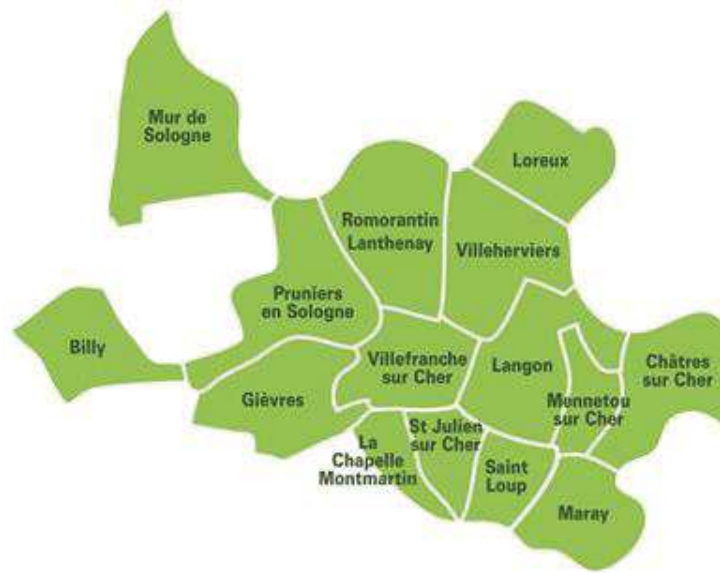 Mur de
Sologne
Loreux
Romorantin
Lanthenay
Villeherviers
Pruniers
en Sologne
Billy
Villefranche
sur Cher
Langon
Châtres
sur Cher
Gièvres
Mennetou
sur Cher
La
Chapelle
Montmartin
St Julien
sur Cher
Saint
Loup
Maray